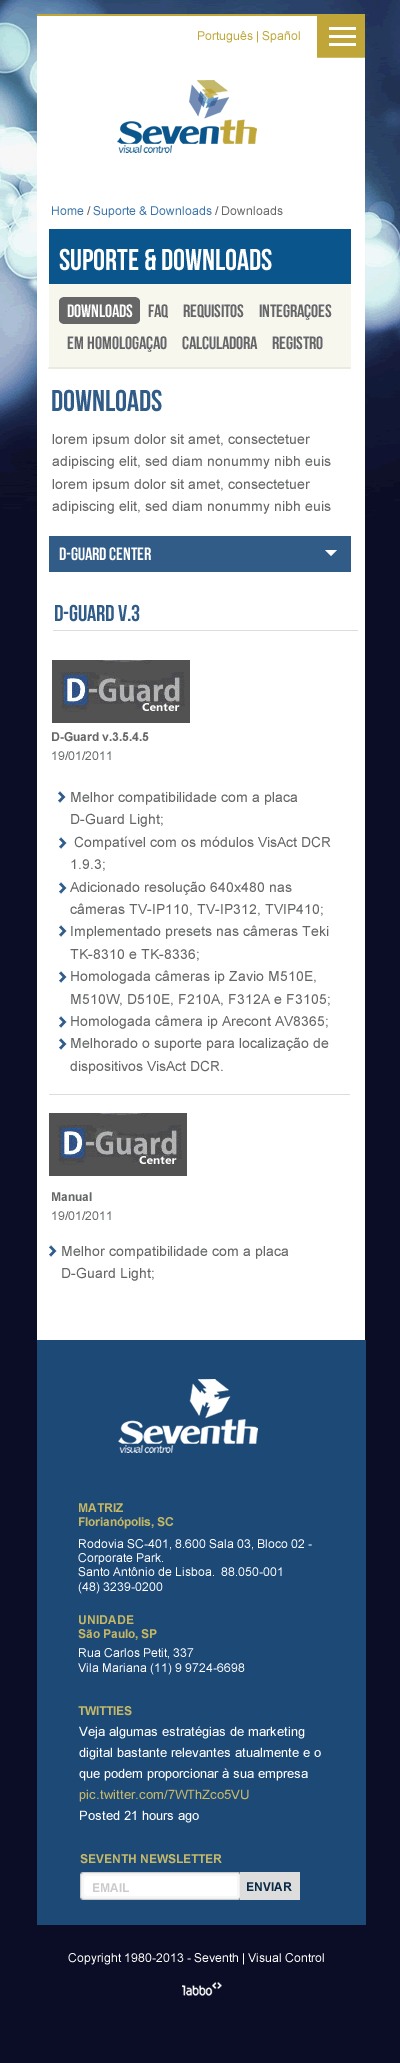 Português | Spañol
Seventh
visual control
Home / Suporte & Downloads / Downloads
SUPORTE & DOWNLOADS
DOWNLOADS FAQ REQUISITOS INTEGRAÇOES
EM HOMOLOGAÇAO CALCULADORA REGISTRO
DOWNLOADS
lorem ipsum dolor sit amet, consectetuer
adipiscing elit, sed diam nonummy nibh euis
lorem ipsum dolor sit amet, consectetuer
adipiscing elit, sed diam nonummy nibh euis
D-GUARD CENTER
D-GUARD V.3
D-Guard
Center
D-Guard v.3.5.4.5
19/01/2011
Melhor compatibilidade com a placa
D-Guard Light;
Compatível com os módulos VisAct DCR
1.9.3;
Adicionado resolução 640x480 nas
câmeras TV-IP110, TV-IP312, TVIP410;
Implementado presets nas câmeras Teki
TK-8310 e TK-8336;
Homologada câmeras ip Zavio M510E,
M510W, D510E, F210A, F312A e F3105;
Homologada câmera ip Arecont AV8365;
Melhorado o suporte para localização de
dispositivos VisAct DCR.
D-Guard
Center
Manual
19/01/2011
Melhor compatibilidade com a placa
D-Guard Light;
Seventh
visual control
MATRIZ
Florianópolis, SC
Rodovia SC-401, 8.600 Sala 03, Bloco 02 -
Corporate Park.
Santo Antônio de Lisboa. 88.050-001
(48) 3239-0200
UNIDADE
São Paulo, SP
Rua Carlos Petit, 337
Vila Mariana (11) 9 9724-6698
TWITTIES
Veja algumas estratégias de marketing
digital bastante relevantes atualmente e o
que podem proporcionar à sua empresa
pic.twitter.com/7WThZco5VU
Posted 21 hours ago
SEVENTH NEWSLETTER
EMAIL ENVIAR
Copyright 1980-2013 - Seventh | Visual Control
labbo<>